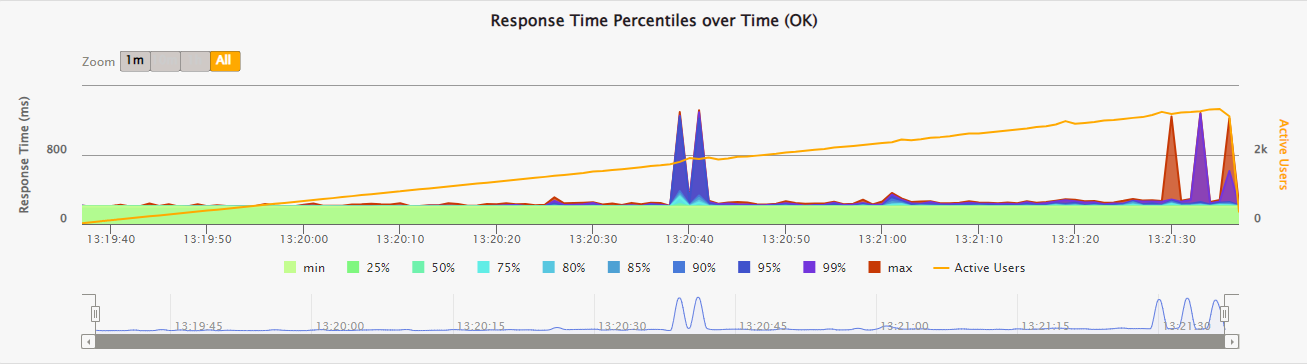 Response Time Percentiles over Time (OK)
Zoom 1m All
Response Time (ms)
800
0
Active Users
2k
0
13:19:40 13:19:50 13:20:00 13:20:10 13:20:20 13:20:30 13:20:40 13:20:50 13:21:00 13:21:10 13:21:20 13:21:30
min 25% 50% 75% 80% 85% 90% 95% 99% max Active Users
13:19:45 13:20:00 13:20:15 13:20:30 13:20:45 13:21:00 13:21:15 13:21:30